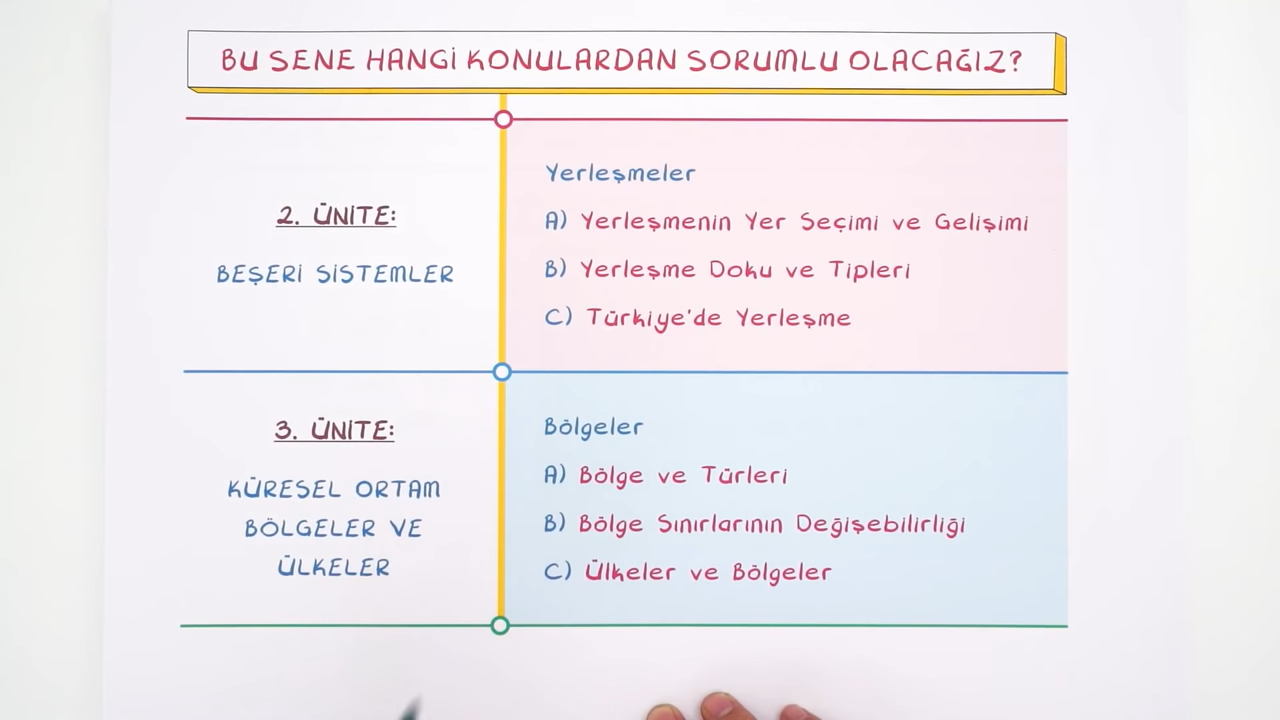 BU SENE HANGİ KONULARDAN SORUMLU OLACAĞIZ?
2. ÜNİTE:
BEŞERİ SİSTEMLER
Yerleşmeler
A) Yerleşmenin Yer Seçimi ve Gelişimi
B) Yerleşme Doku ve Tipleri
C) Türkiye'de Yerleşme
3. ÜNİTE:
KÜRESEL ORTAM
BÖLGELER VE
ÜLKELER
Bölgeler
A) Bölge ve Türleri
B) Bölge Sınırlarının Değişebilirliği
C) Ülkeler ve Bölgeler